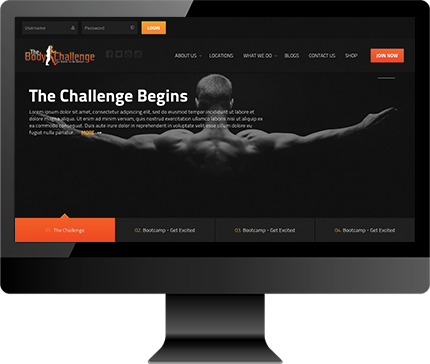 Username
Password
LOGIN
The
Body Challenge
ABOUT US
LOCATIONS
WHAT WE DO
BLOGS
CONTACT US
SHOP
JOIN NOW
The Challenge Begins
Lorem ipsum dolor sit amet, consectetur adipiscing elit, sed do eiusmod tempor incididunt ut labore et
dolore magna aliqua. Ut enim ad minim veniam, quis nostrud exercitation ullamco laboris nisi ut aliquip ex
ea commodo consequat. Duis aute irure dolor in reprehenderit in voluptate velit esse cillum dolore eu
fugiat nulla pariatur. MORE
01. The Challenge
02. Bootcamp - Get Excited
03. Bootcamp - Get Excited
04. Bootcamp - Get Excited